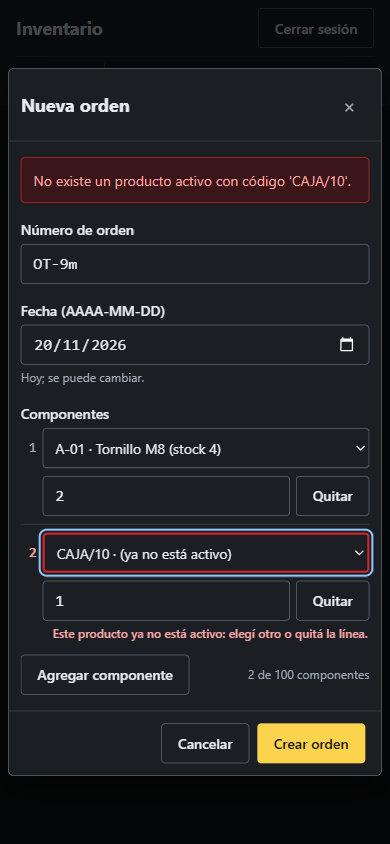 Inventario
Cerrar sesión
Nueva orden
×
No existe un producto activo con código 'CAJA/10'.
Número de orden
OT-9m
Fecha (AAAA-MM-DD)
20/11/2026
Hoy; se puede cambiar.
Componentes
1 A-01 · Tornillo M8 (stock 4)
2 Quitar
2 CAJA/10 · (ya no está activo)
1 Quitar
Este producto ya no está activo: elegí otro o quitá la línea.
Agregar componente 2 de 100 componentes
Cancelar Crear orden